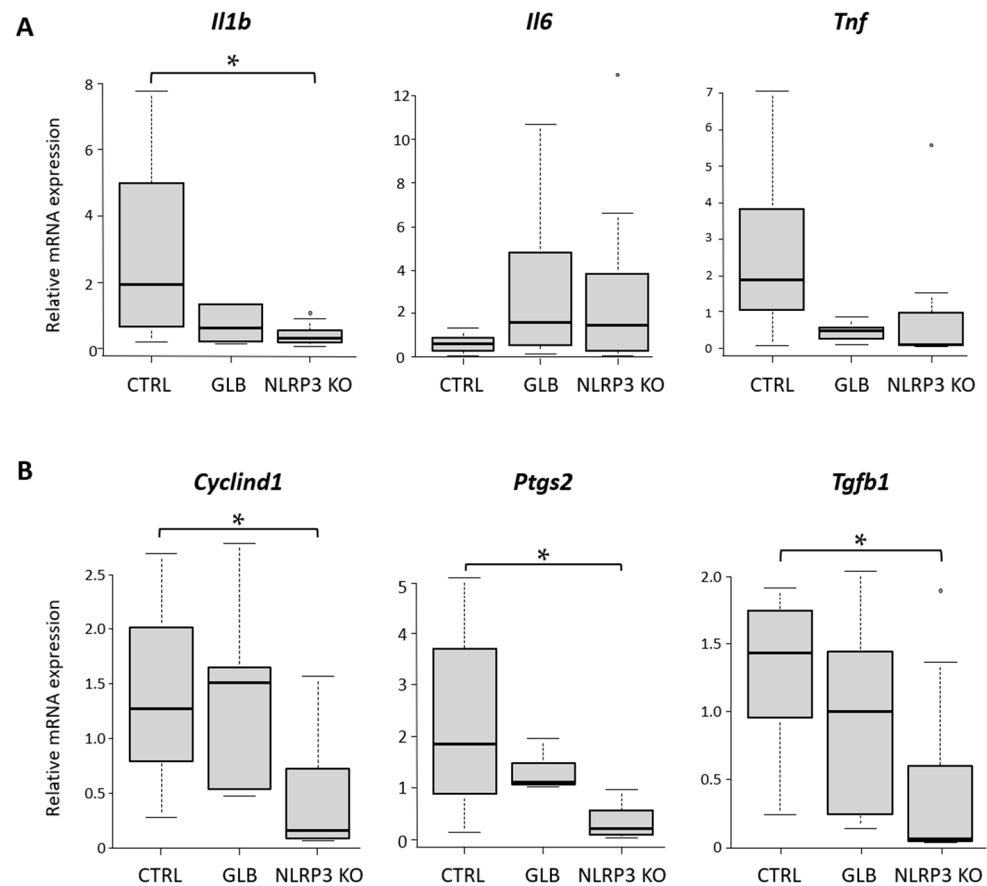 A
Il1b
Il6
Tnf
*
Relative mRNA expression
8
6
4
2
0
12
10
8
6
4
2
0
7
6
5
4
3
2
1
0
CTRL GLB NLRP3 KO
CTRL GLB NLRP3 KO
CTRL GLB NLRP3 KO
B
Cyclind1
Ptgs2
Tgfb1
*
*
*
Relative mRNA expression
2.5
2.0
1.5
1.0
0.5
0
5
4
3
2
1
0
2.0
1.5
1.0
0.5
0
CTRL GLB NLRP3 KO
CTRL GLB NLRP3 KO
CTRL GLB NLRP3 KO